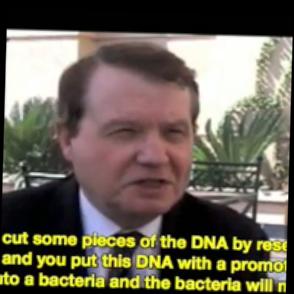 cut some pieces of the DNA by
and you put this DNA with a
a bacteria and the bacteria will